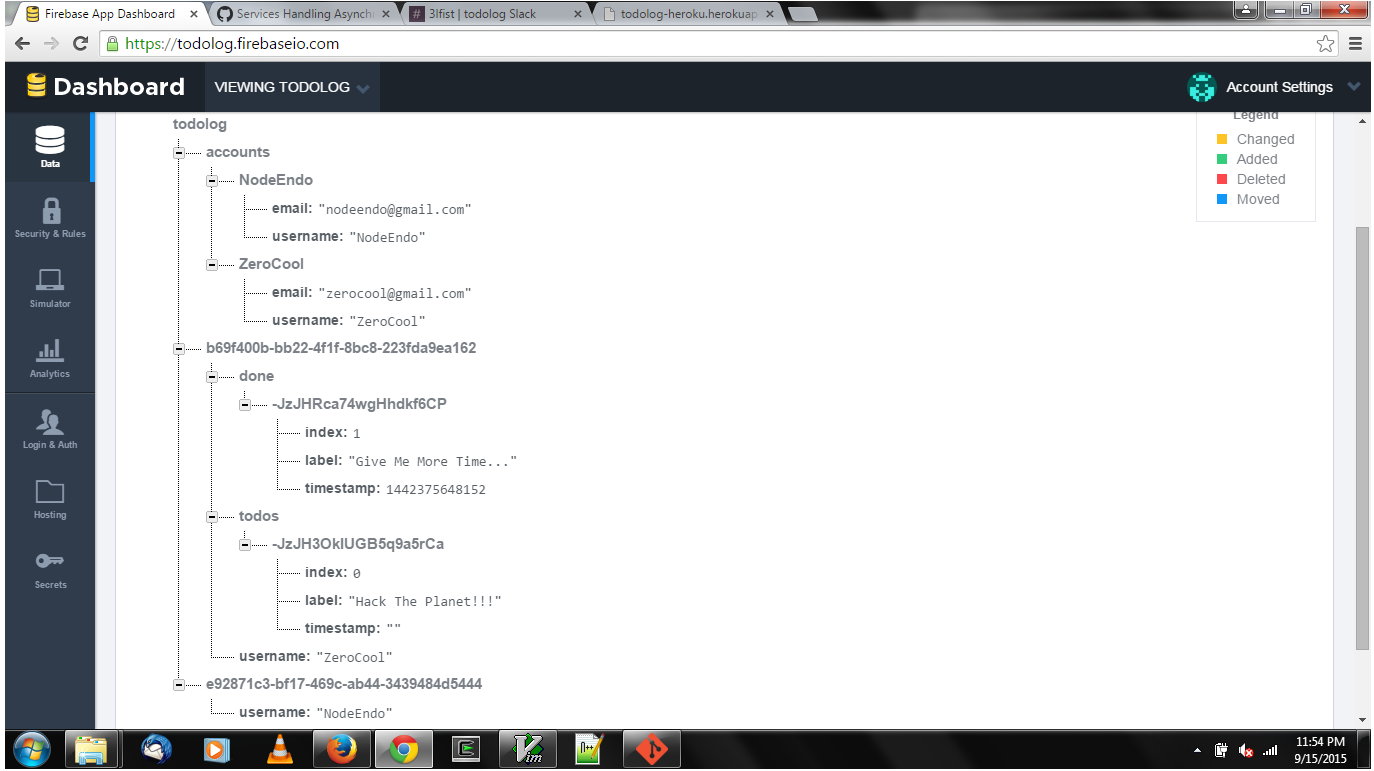 Firebase App Dashboard
Services Handling Asynch
3lfist | todolog Slack
todolog-heroku.herokuap
https://todolog.firebaseio.com
Dashboard
VIEWING TODOLOG
Account Settings
Data
Security & Rules
Simulator
Analytics
Login & Auth
Hosting
Secrets
Legend
Changed
Added
Deleted
Moved
todolog
accounts
NodeEndo
email: "nodeendo@gmail.com"
username: "NodeEndo"
ZeroCool
email: "zerocool@gmail.com"
username: "ZeroCool"
b69f400b-bb22-4f1f-8bc8-223fda9ea162
done
-JzJHRca74wgHhdkf6CP
index: 1
label: "Give Me More Time..."
timestamp: 1442375648152
todos
-JzJH3OkIUGB5q9a5rCa
index: 0
label: "Hack The Planet!!!"
timestamp: ""
username: "ZeroCool"
e92871c3-bf17-469c-ab44-3439484d5444
username: "NodeEndo"
11:54 PM
9/15/2015